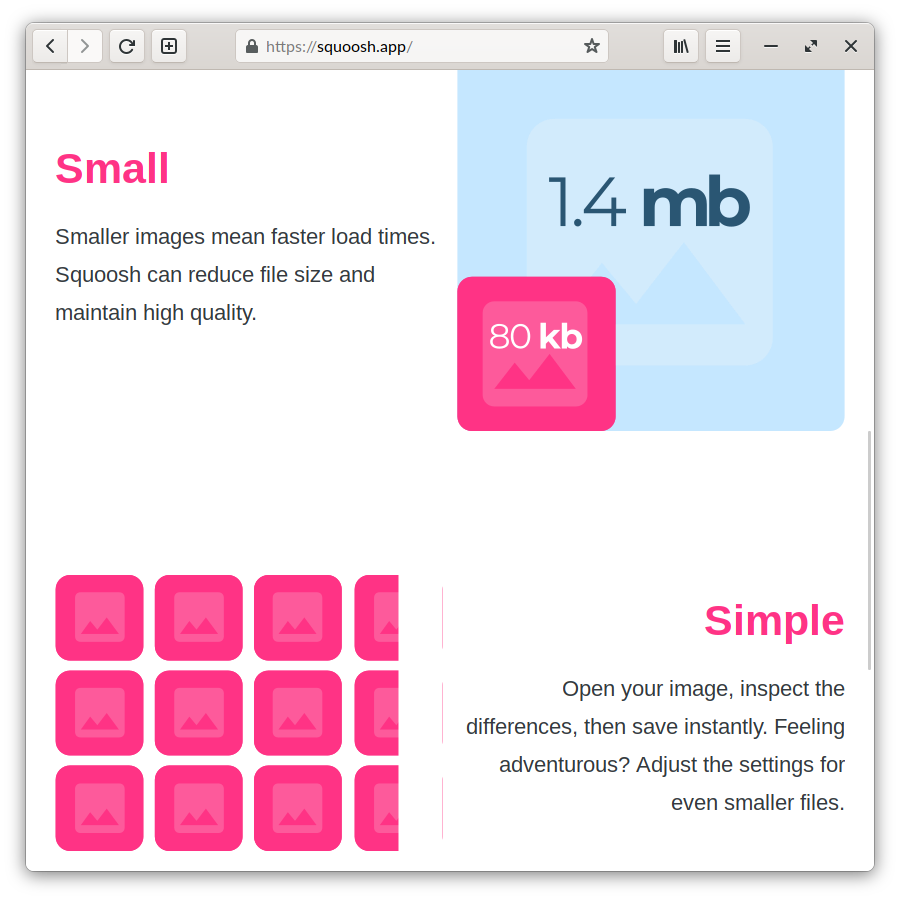 https://squoosh.app/
Small
Smaller images mean faster load times.
Squoosh can reduce file size and
maintain high quality.
1.4 mb
80 kb
Simple
Open your image, inspect the
differences, then save instantly. Feeling
adventurous? Adjust the settings for
even smaller files.